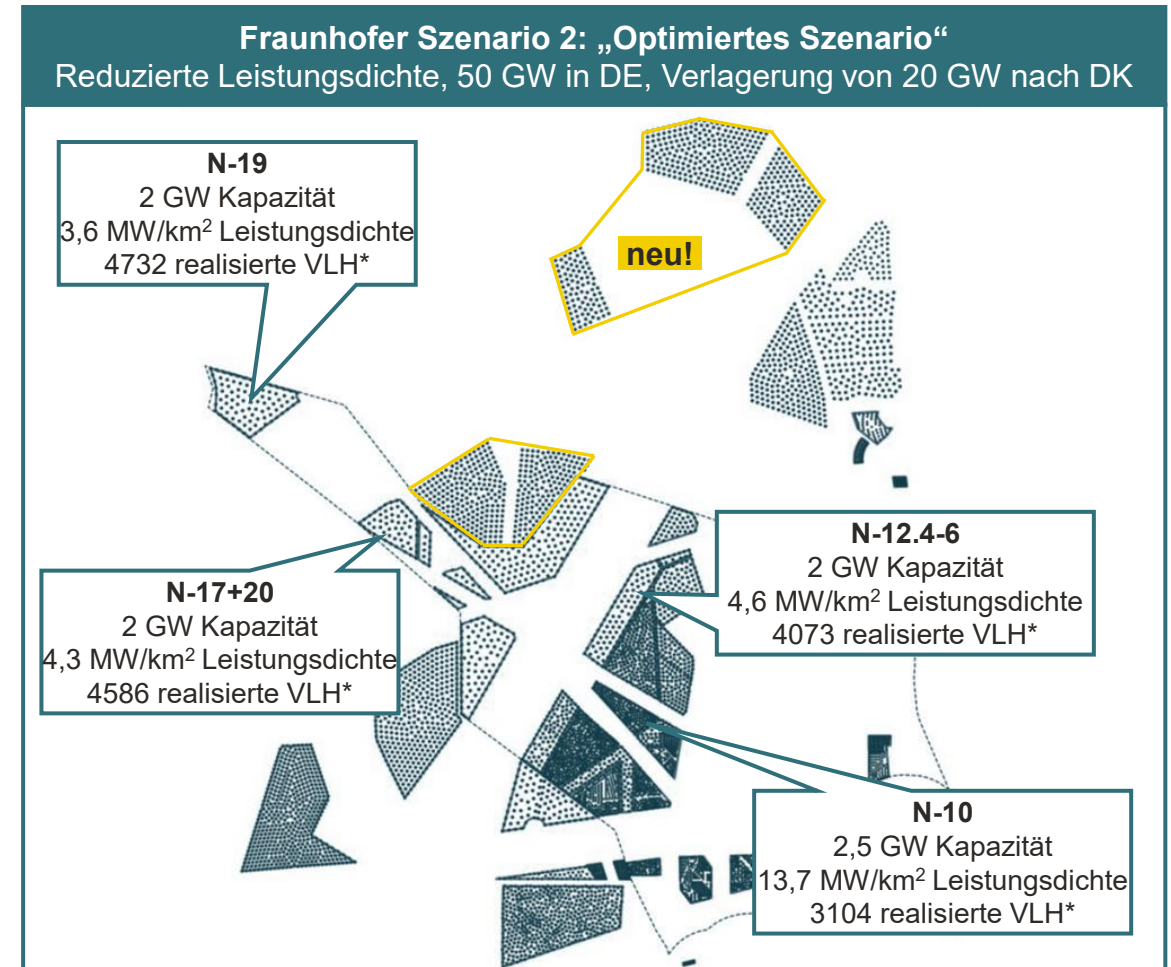 Fraunhofer Szenario 2: „Optimiertes Szenario“
Reduzierte Leistungsdichte, 50 GW in DE, Verlagerung von 20 GW nach DK
N-19
2 GW Kapazität
3,6 MW/km² Leistungsdichte
4732 realisierte VLH*
neu!
N-17+20
2 GW Kapazität
4,3 MW/km² Leistungsdichte
4586 realisierte VLH*
N-12.4-6
2 GW Kapazität
4,6 MW/km² Leistungsdichte
4073 realisierte VLH*
N-10
2,5 GW Kapazität
13,7 MW/km² Leistungsdichte
3104 realisierte VLH*